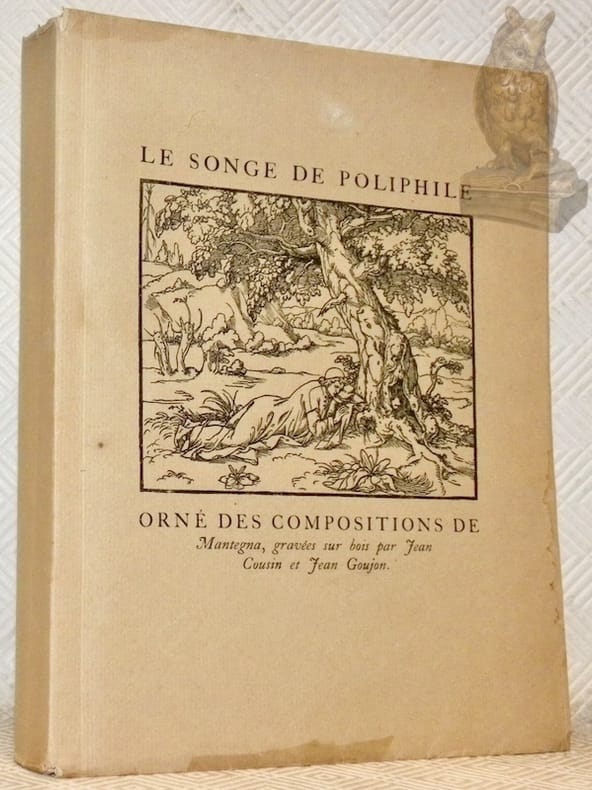 LE SONGE DE POLIPHILE
ORNÉ DES COMPOSITIONS DE
Mantegna, gravées sur bois par Jean
Cousin et Jean Goujon.